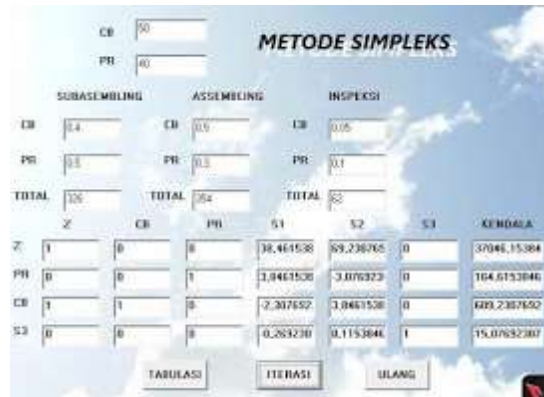 CB 50
METODE SIMPLEKS
PR 40
SUBASEMBLING ASSEMBLING INSPEKSI
CB 0.4 CB 0.5 CB 0.05
PR 0.5 PR 0.3 PR 0.1
TOTAL 326 TOTAL 354 TOTAL 62
Z CB PR S1 S2 S3 KENDALA
Z 1 0 0 38,461538 69,230769 0 37046,15384
PR 0 0 1 3,8461538 -3,076923 0 164,6153846
CB 1 1 0 -2,307692 3,8461538 0 609,2307692
S3 0 0 0 -0,269230 0,1153846 1 15,07692307
TABULASI ITERASI ULANG